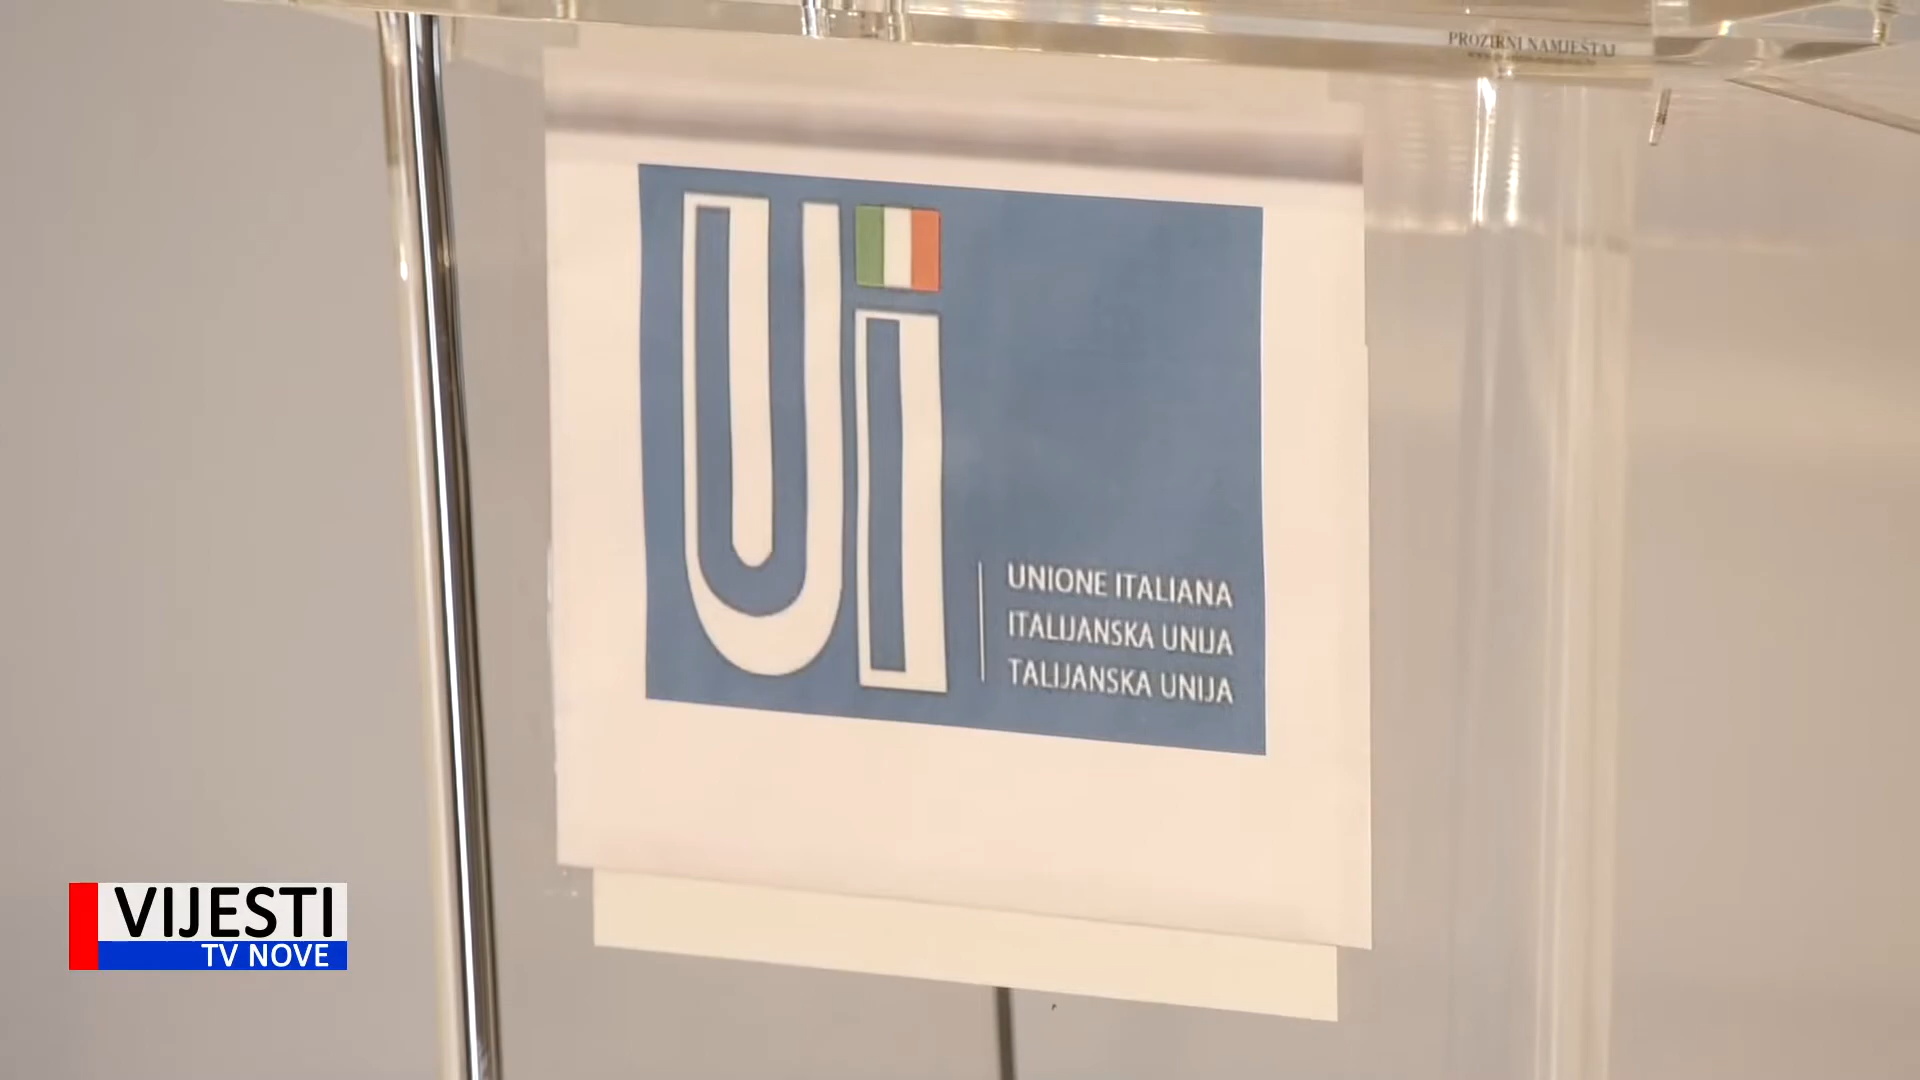 PROZIRNI NAMJEŠTAJ
Ui
UNIONE ITALIANA
ITALIJANSKA UNIJA
TALIJANSKA UNIJA
VIJESTI
TV NOVE